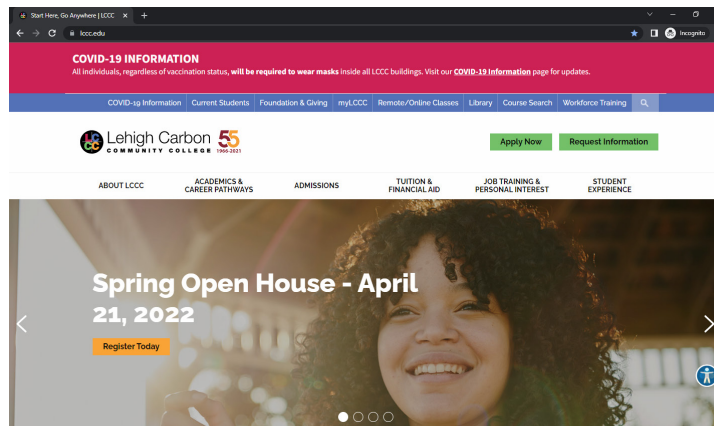 Start Here, Go Anywhere | LCCC
lccc.edu
Incognito
COVID-19 INFORMATION
All individuals, regardless of vaccination status, will be required to wear masks inside all LCCC buildings. Visit our COVID-19 Information page for updates.
COVID-19 Information Current Students Foundation & Giving myLCCC Remote/Online Classes Library Course Search Workforce Training
LC
CC
Lehigh Carbon 55
COMMUNITY COLLEGE 1966-2021
Apply Now Request Information
ABOUT LCCC ACADEMICS & CAREER PATHWAYS ADMISSIONS TUITION & FINANCIAL AID JOB TRAINING & PERSONAL INTEREST STUDENT EXPERIENCE
Spring Open House - April
21, 2022
Register Today